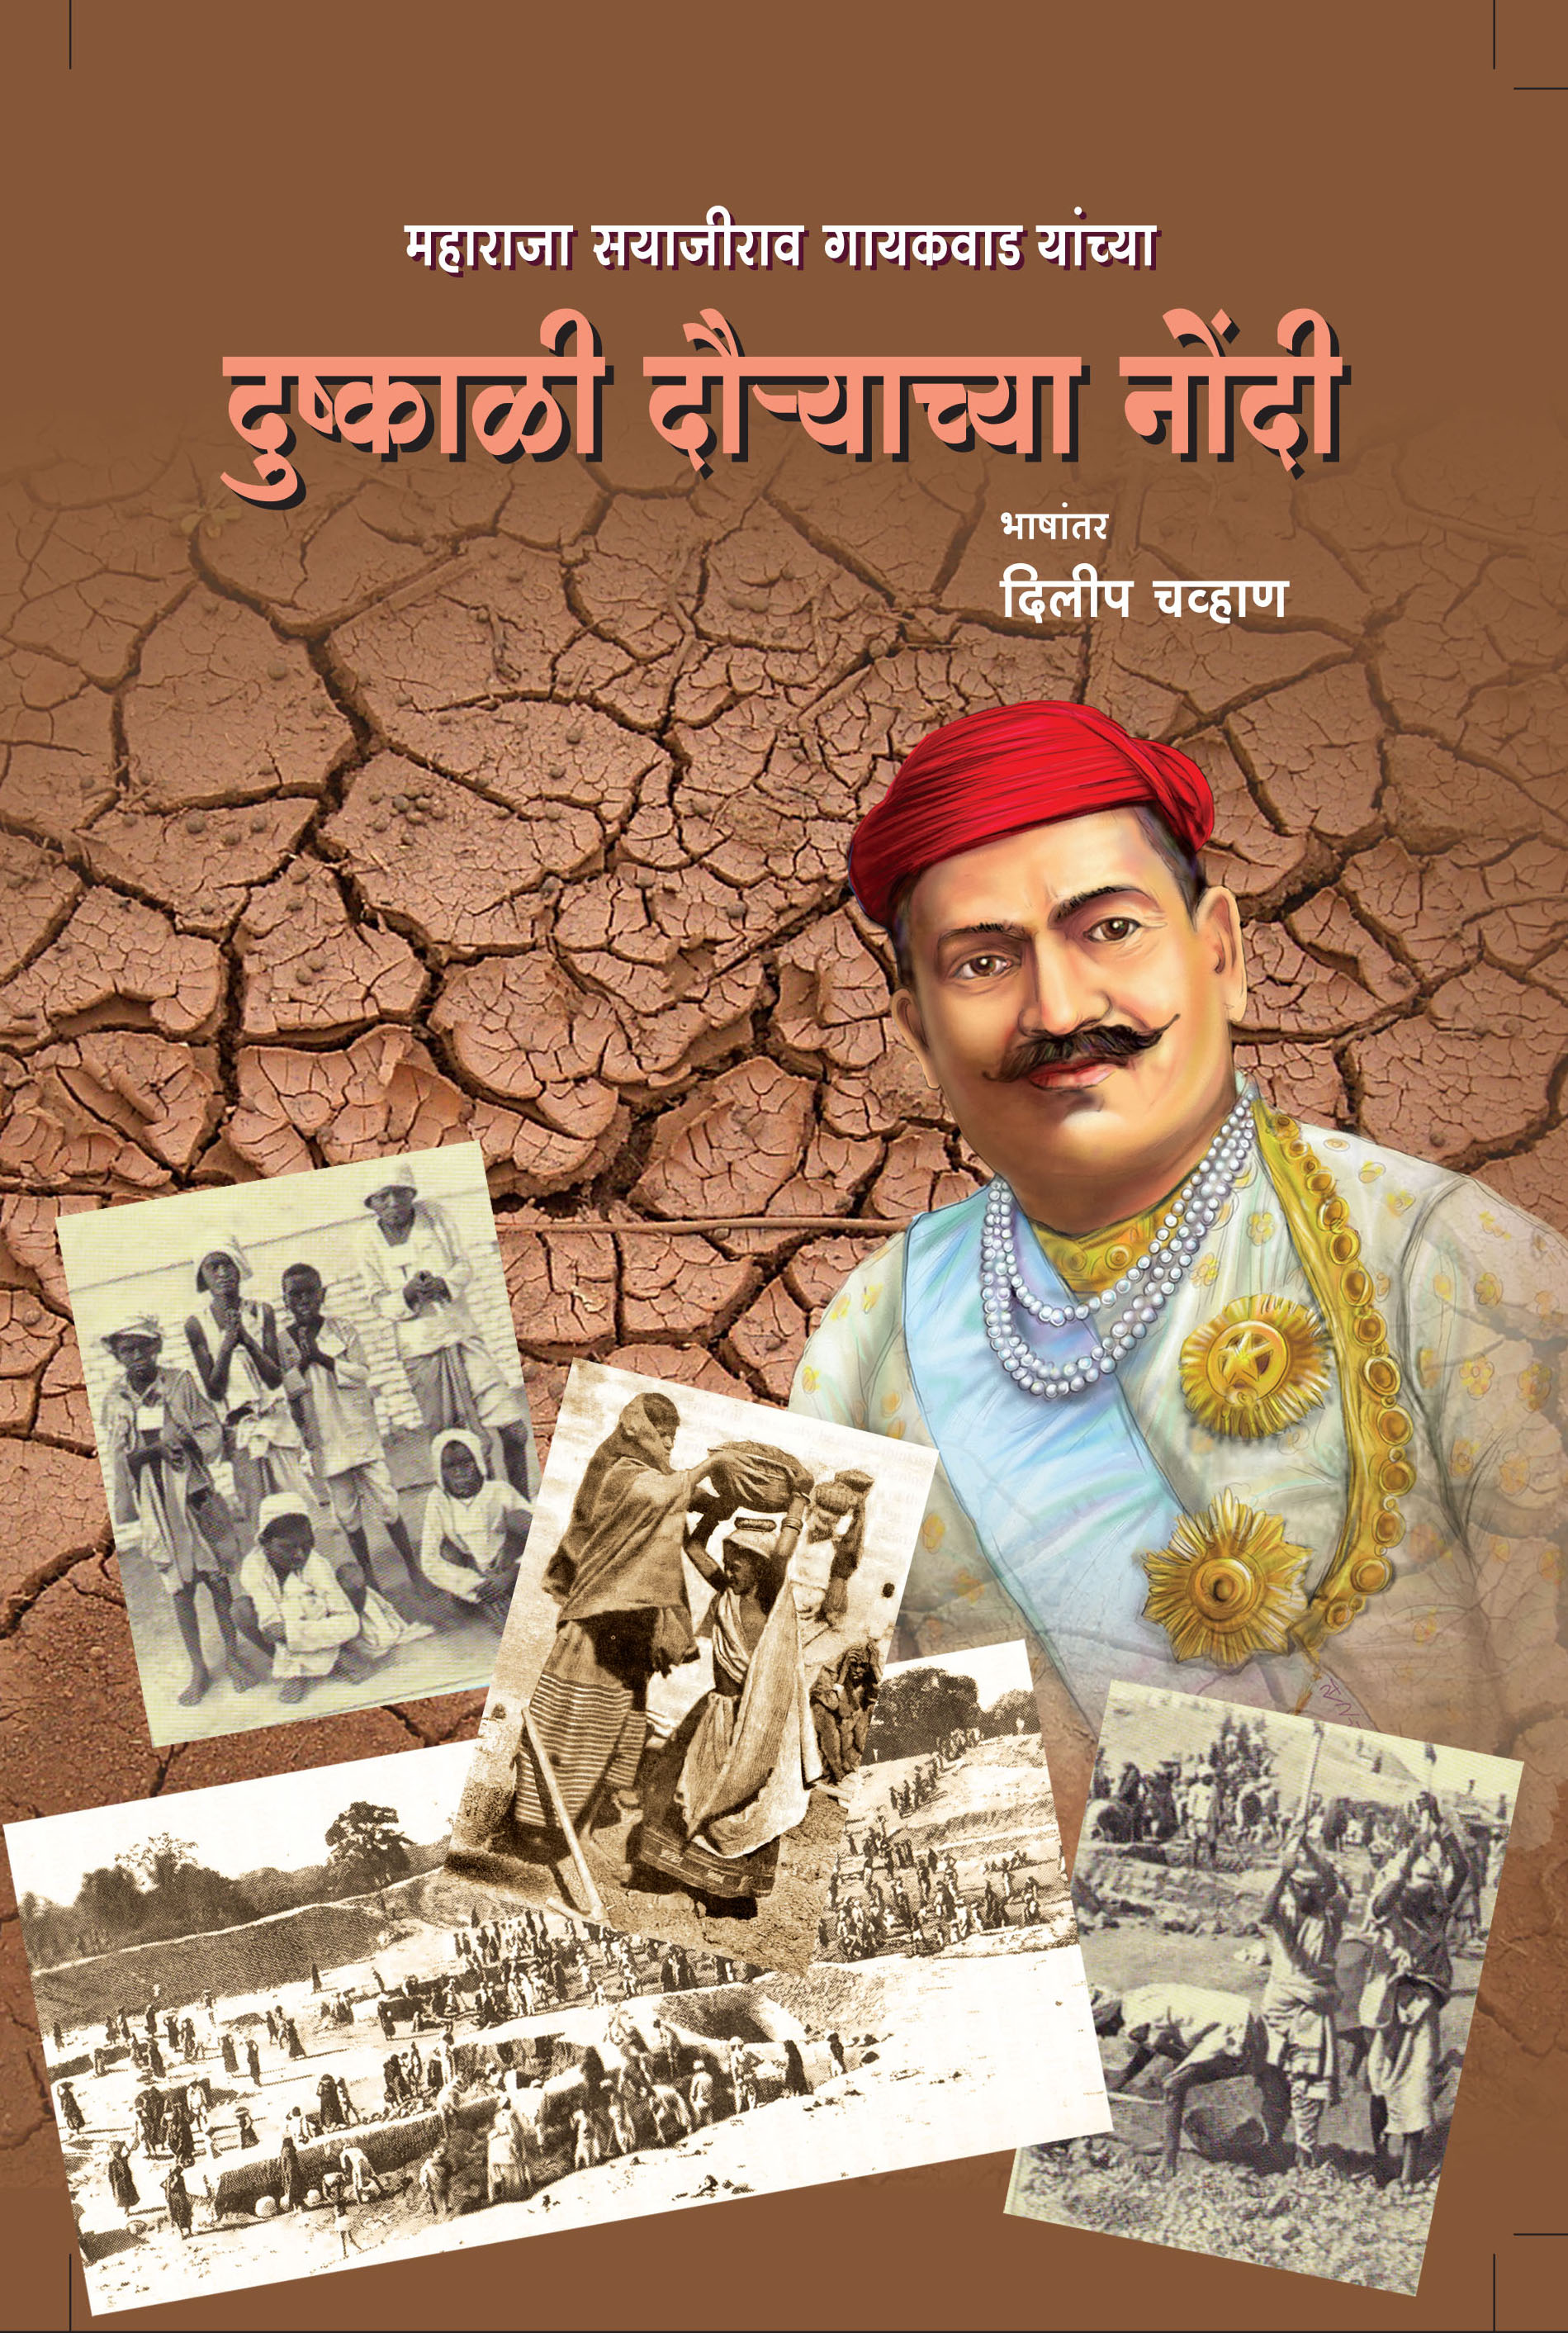 महाराजा सयाजीराव गायकवाड यांच्या
दुष्काळी दौऱ्याच्या नोंदी
भाषांतर
दिलीप चव्हाण